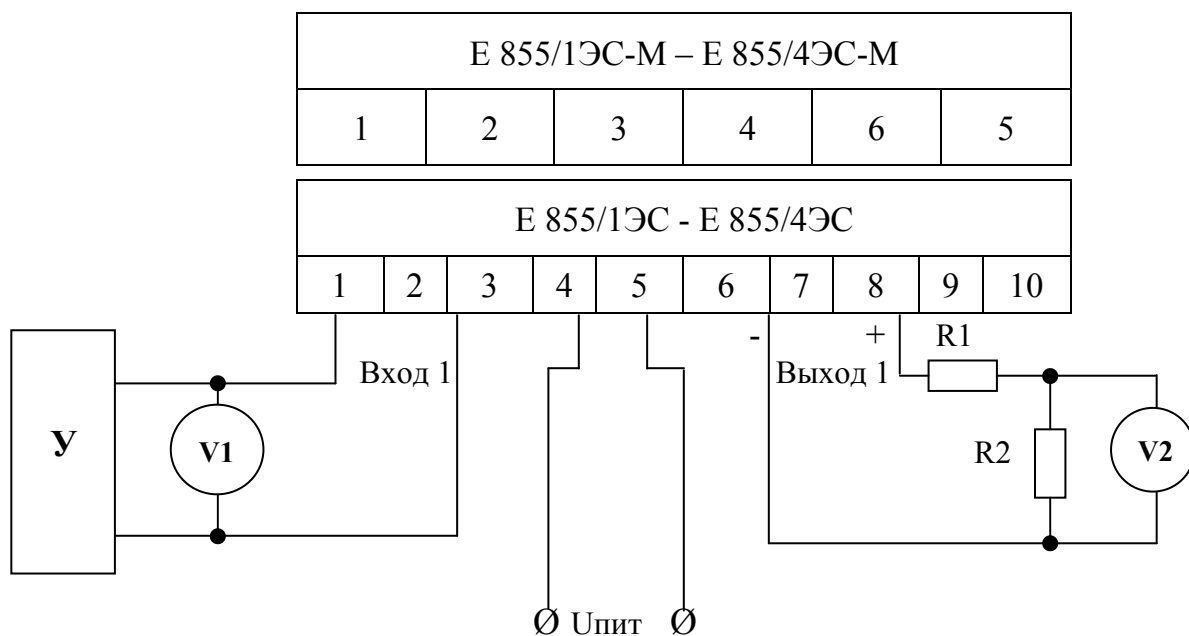 Е 855/1ЭС-М – Е 855/4ЭС-М
1 2 3 4 6 5
Е 855/1ЭС - Е 855/4ЭС
1 2 3 4 5 6 7 8 9 10
- + R1
Вход 1 Выход 1
У V1 R2 V2
Ø Uпит Ø